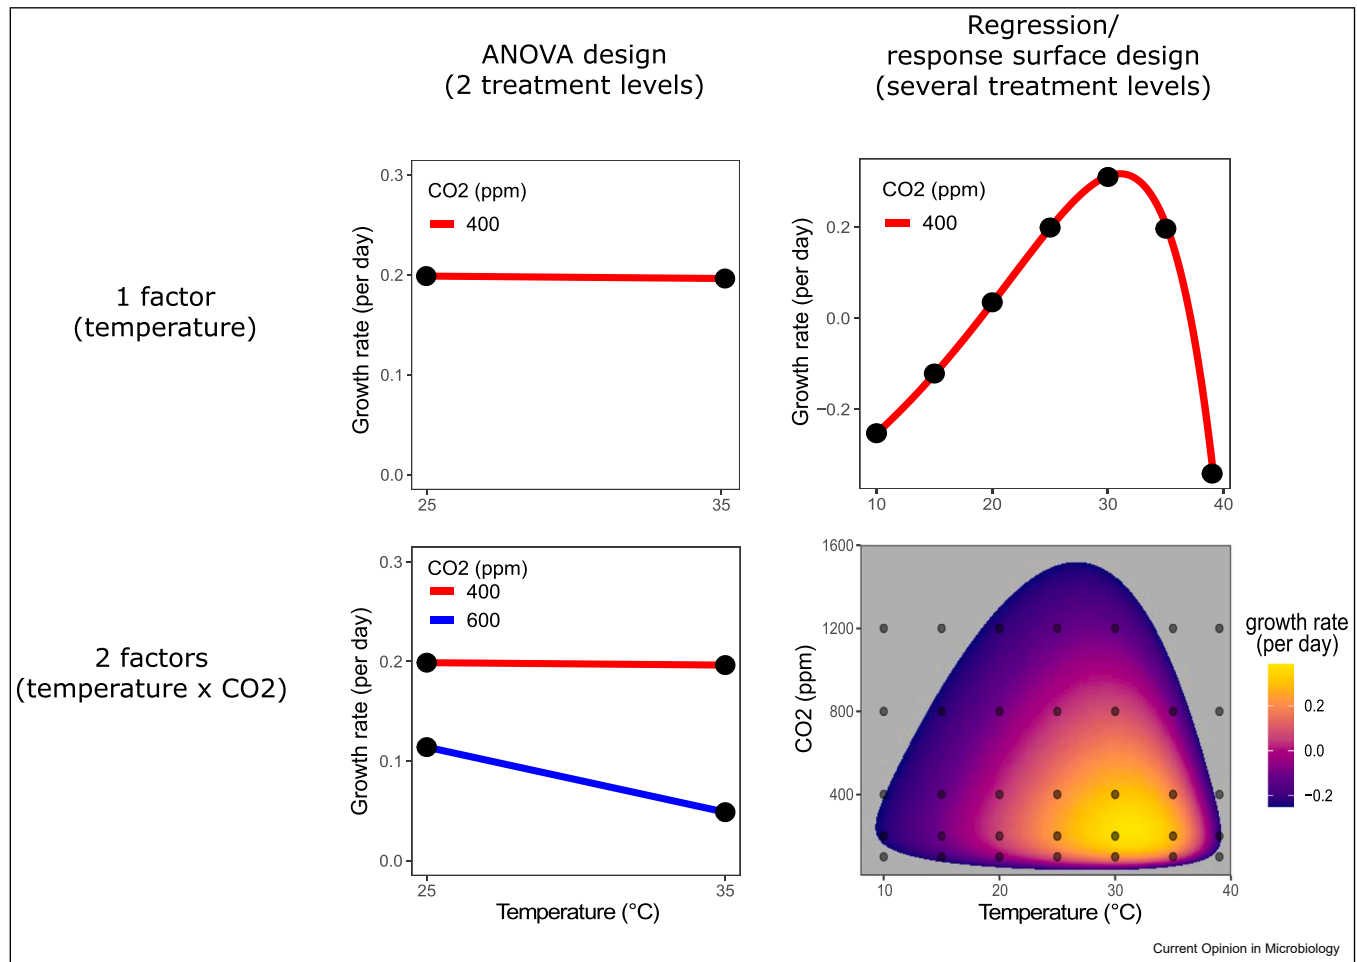 ANOVA design
(2 treatment levels)
Regression/
response surface design
(several treatment levels)
1 factor
(temperature)
0.3
0.2
0.1
0.0
Growth rate (per day)
CO2 (ppm)
400
25
35
0.2
0.0
−0.2
Growth rate (per day)
CO2 (ppm)
400
10
20
30
40
2 factors
(temperature x CO2)
0.3
0.2
0.1
0.0
Growth rate (per day)
CO2 (ppm)
400
600
25
35
Temperature (°C)
1600
1200
800
400
CO2 (ppm)
10
20
30
40
Temperature (°C)
growth rate
(per day)
0.2
0.0
−0.2
Current Opinion in Microbiology